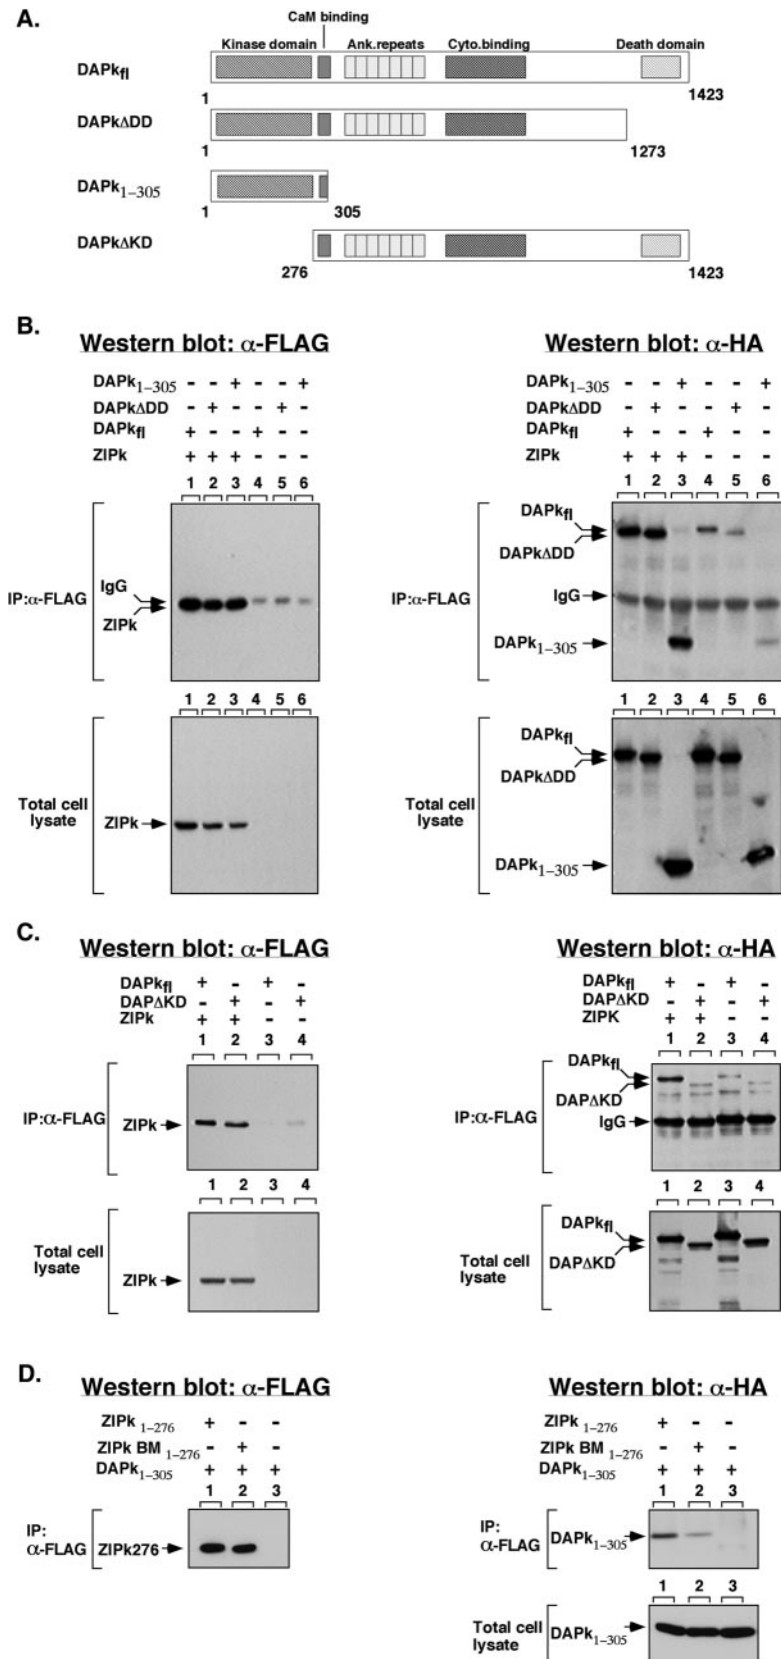 A.
CaM binding
Kinase domain Ank.repeats Cyto.binding Death domain
DAPkfl
1 1423
DAPkΔDD
1 1273
DAPk1–305
1 305
DAPkΔKD
276 1423
B.
Western blot: α-FLAG
DAPk1–305 - - + - - +
DAPkΔDD - + - - + -
DAPkfl + - - + - -
ZIPk + + + - - -
1 2 3 4 5 6
IP:α-FLAG
IgG
ZIPk
1 2 3 4 5 6
Total cell
lysate
ZIPk
Western blot: α-HA
DAPk1–305 - - + - - +
DAPkΔDD - + - - + -
DAPkfl + - - + - -
ZIPk + + + - - -
1 2 3 4 5 6
DAPkfl
DAPkΔDD
IP:α-FLAG
IgG
DAPk1–305
1 2 3 4 5 6
DAPkfl
DAPkΔDD
Total cell
lysate
DAPk1–305
C.
Western blot: α-FLAG
DAPkfl + - + -
DAPΔKD - + - +
ZIPk + + - -
1 2 3 4
IP:α-FLAG
ZIPk
1 2 3 4
Total cell
lysate
ZIPk
Western blot: α-HA
DAPkfl + - + -
DAPΔKD - + - +
ZIPK + + - -
1 2 3 4
DAPkfl
DAPΔKD
IP:α-FLAG
IgG
1 2 3 4
DAPkfl
DAPΔKD
Total cell
lysate
D.
Western blot: α-FLAG
ZIPk 1–276 + - -
ZIPk BM 1–276 - + -
DAPk1–305 + + +
1 2 3
IP:
α-FLAG
ZIPk276
Western blot: α-HA
ZIPk 1–276 + - -
ZIPk BM 1–276 - + -
DAPk1–305 + + +
1 2 3
IP:
α-FLAG
DAPk1–305
1 2 3
Total cell
lysate
DAPk1–305